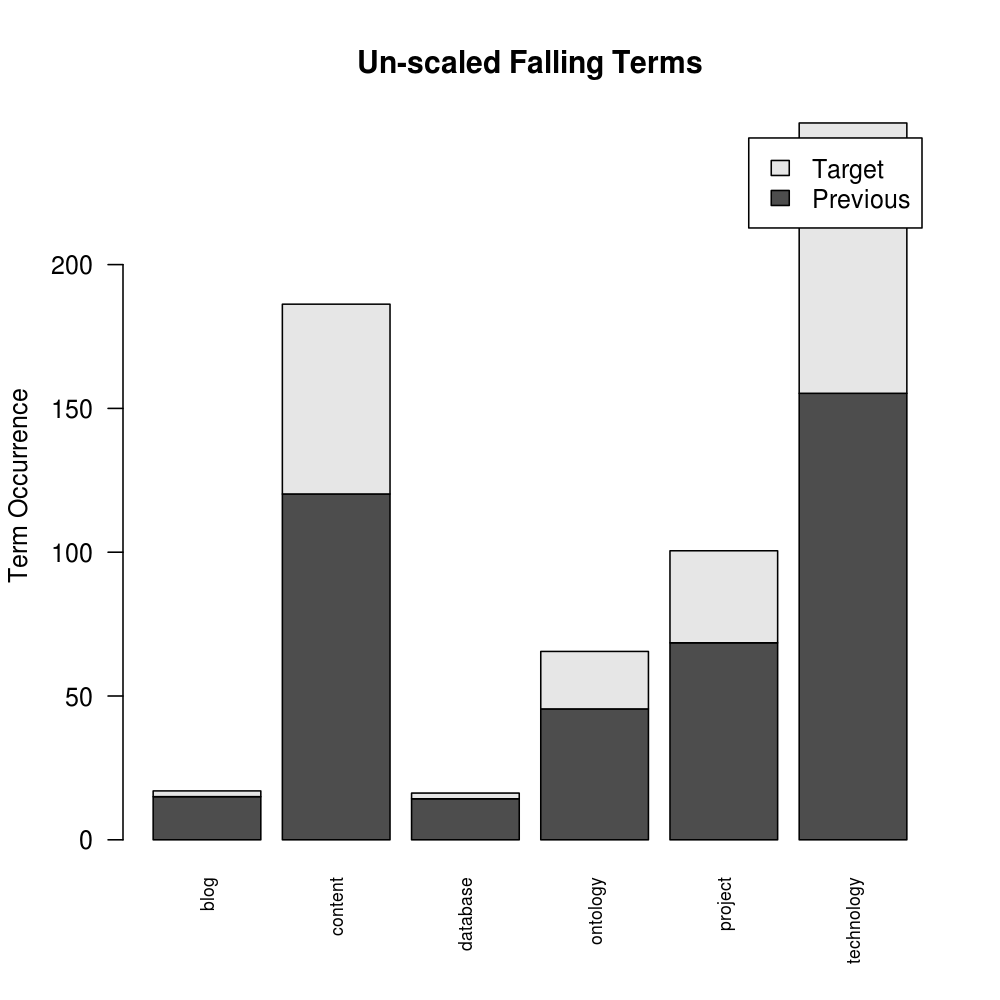 Un-scaled Falling Terms
Target
Previous
Term Occurrence
200
150
100
50
0
blog
content
database
ontology
project
technology